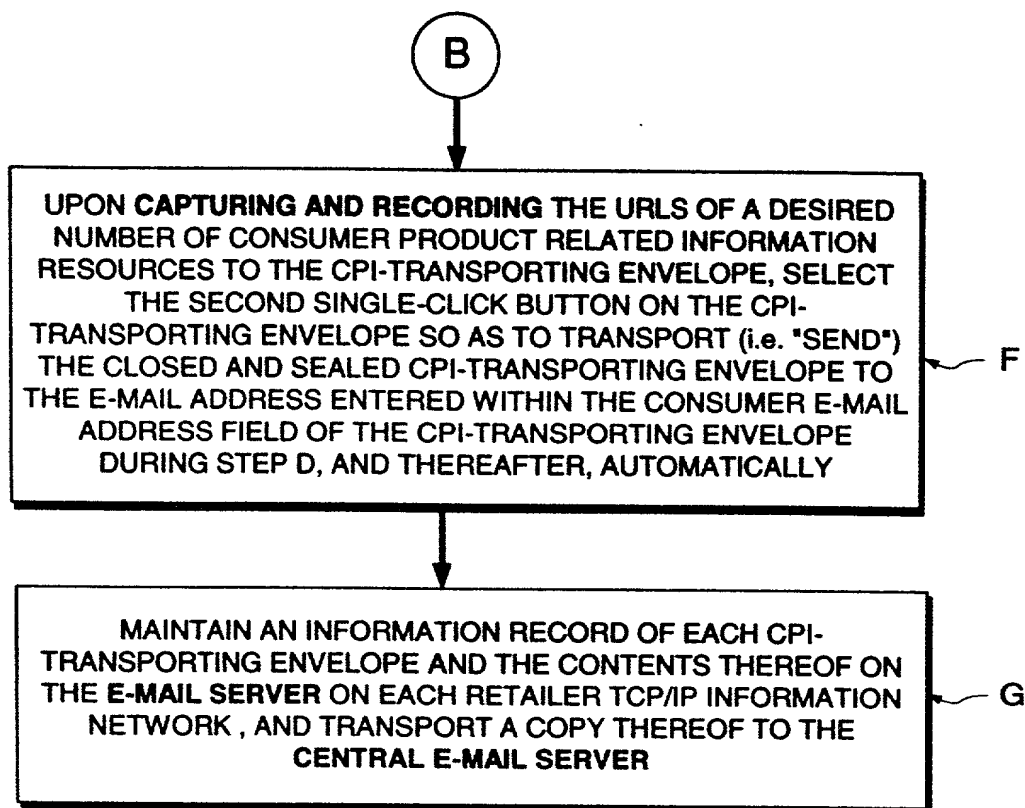 B
UPON CAPTURING AND RECORDING THE URLS OF A DESIRED
NUMBER OF CONSUMER PRODUCT RELATED INFORMATION
RESOURCES TO THE CPI-TRANSPORTING ENVELOPE, SELECT
THE SECOND SINGLE-CLICK BUTTON ON THE CPI-
TRANSPORTING ENVELOPE SO AS TO TRANSPORT (i.e. "SEND")
THE CLOSED AND SEALED CPI-TRANSPORTING ENVELOPE TO
THE E-MAIL ADDRESS ENTERED WITHIN THE CONSUMER E-MAIL
ADDRESS FIELD OF THE CPI-TRANSPORTING ENVELOPE
DURING STEP D, AND THEREAFTER, AUTOMATICALLY
F
MAINTAIN AN INFORMATION RECORD OF EACH CPI-
TRANSPORTING ENVELOPE AND THE CONTENTS THEREOF ON
THE E-MAIL SERVER ON EACH RETAILER TCP/IP INFORMATION
NETWORK , AND TRANSPORT A COPY THEREOF TO THE
CENTRAL E-MAIL SERVER
G